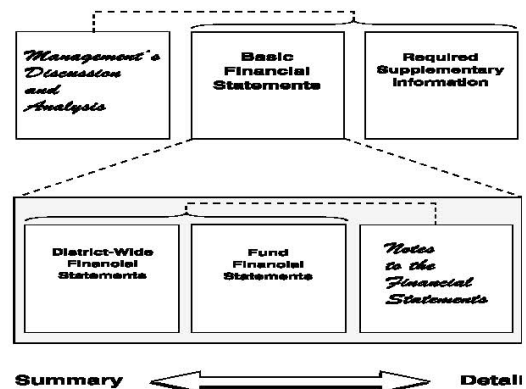 Management's
Discussion
and
Analysis
Basic
Financial
Statements
Required
Supplementary
Information
District-Wide
Financial
Statements
Fund
Financial
Statements
Notes
to the
Financial
Statements
Summary
Detail